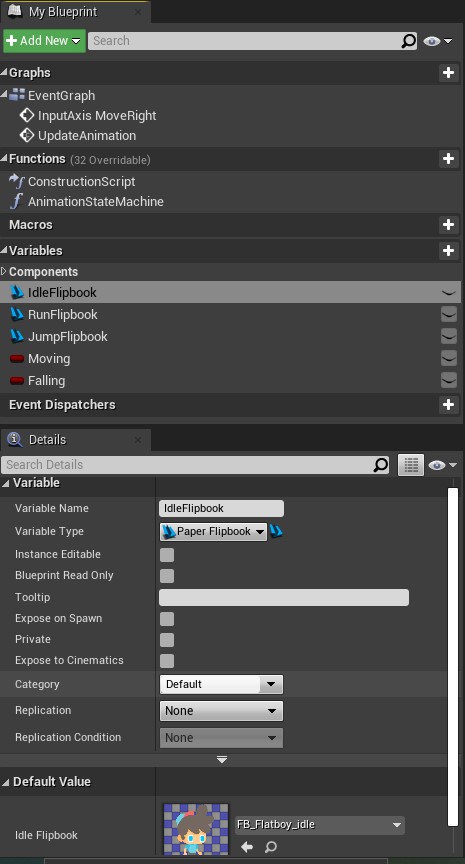 My Blueprint
Add New
Search
Graphs
EventGraph
InputAxis MoveRight
UpdateAnimation
Functions (32 Overridable)
ConstructionScript
AnimationStateMachine
Macros
Variables
Components
IdleFlipbook
RunFlipbook
JumpFlipbook
Moving
Falling
Event Dispatchers
Details
Search Details
Variable
Variable Name IdleFlipbook
Variable Type Paper Flipbook
Instance Editable
Blueprint Read Only
Tooltip
Expose on Spawn
Private
Expose to Cinematics
Category Default
Replication None
Replication Condition None
Default Value
Idle Flipbook FB_Flatboy_idle